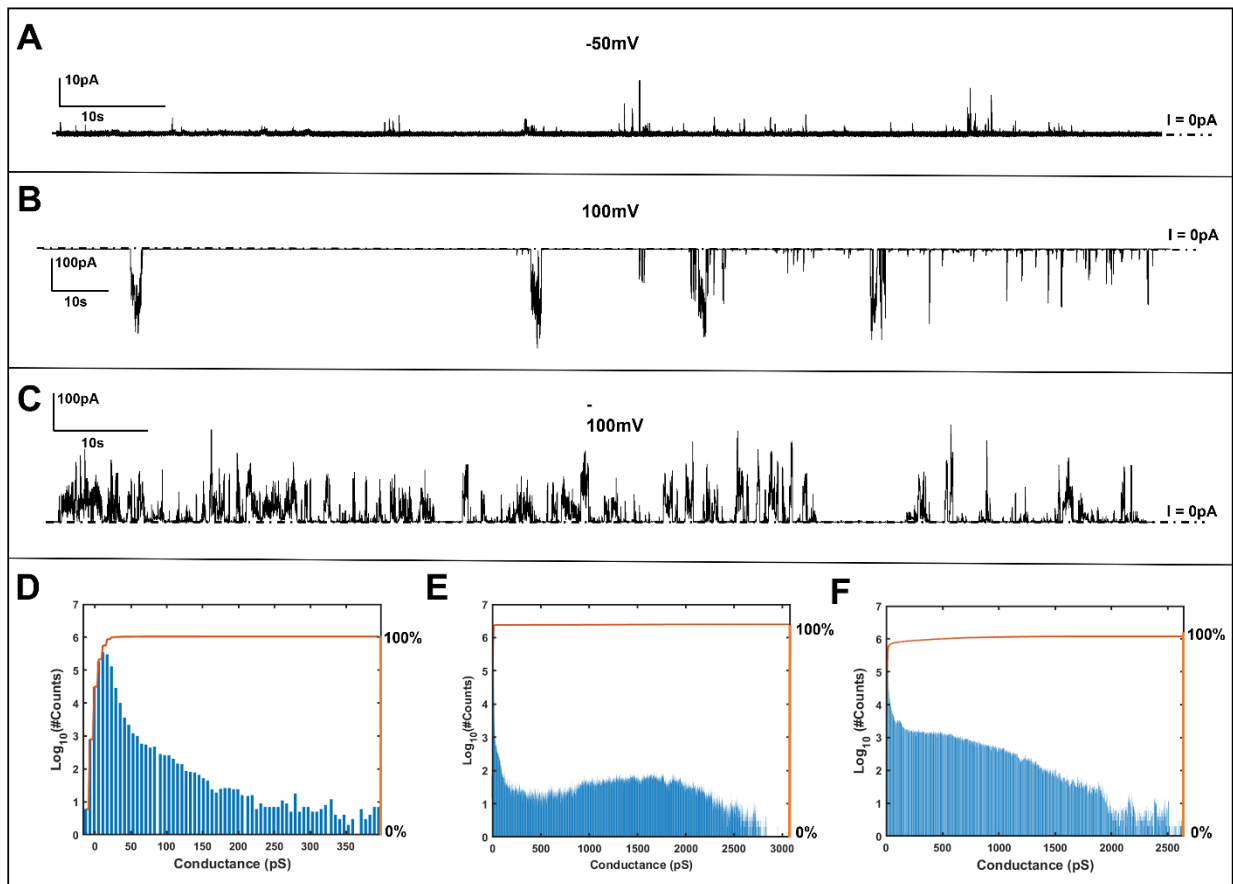 A
-50mV
10pA
10s
I = 0pA
B
100mV
I = 0pA
100pA
10s
C
100pA
10s
-
100mV
I = 0pA
D
7
6
5
4
3
2
1
0
Log10(#Counts)
100%
0%
0 50 100 150 200 250 300 350
Conductance (pS)
E
7
6
5
4
3
2
1
0
Log10(#Counts)
100%
0%
0 500 1000 1500 2000 2500 3000
Conductance (pS)
F
7
6
5
4
3
2
1
0
Log10 (#Counts)
100%
0%
0 500 1000 1500 2000 2500
Conductance (pS)